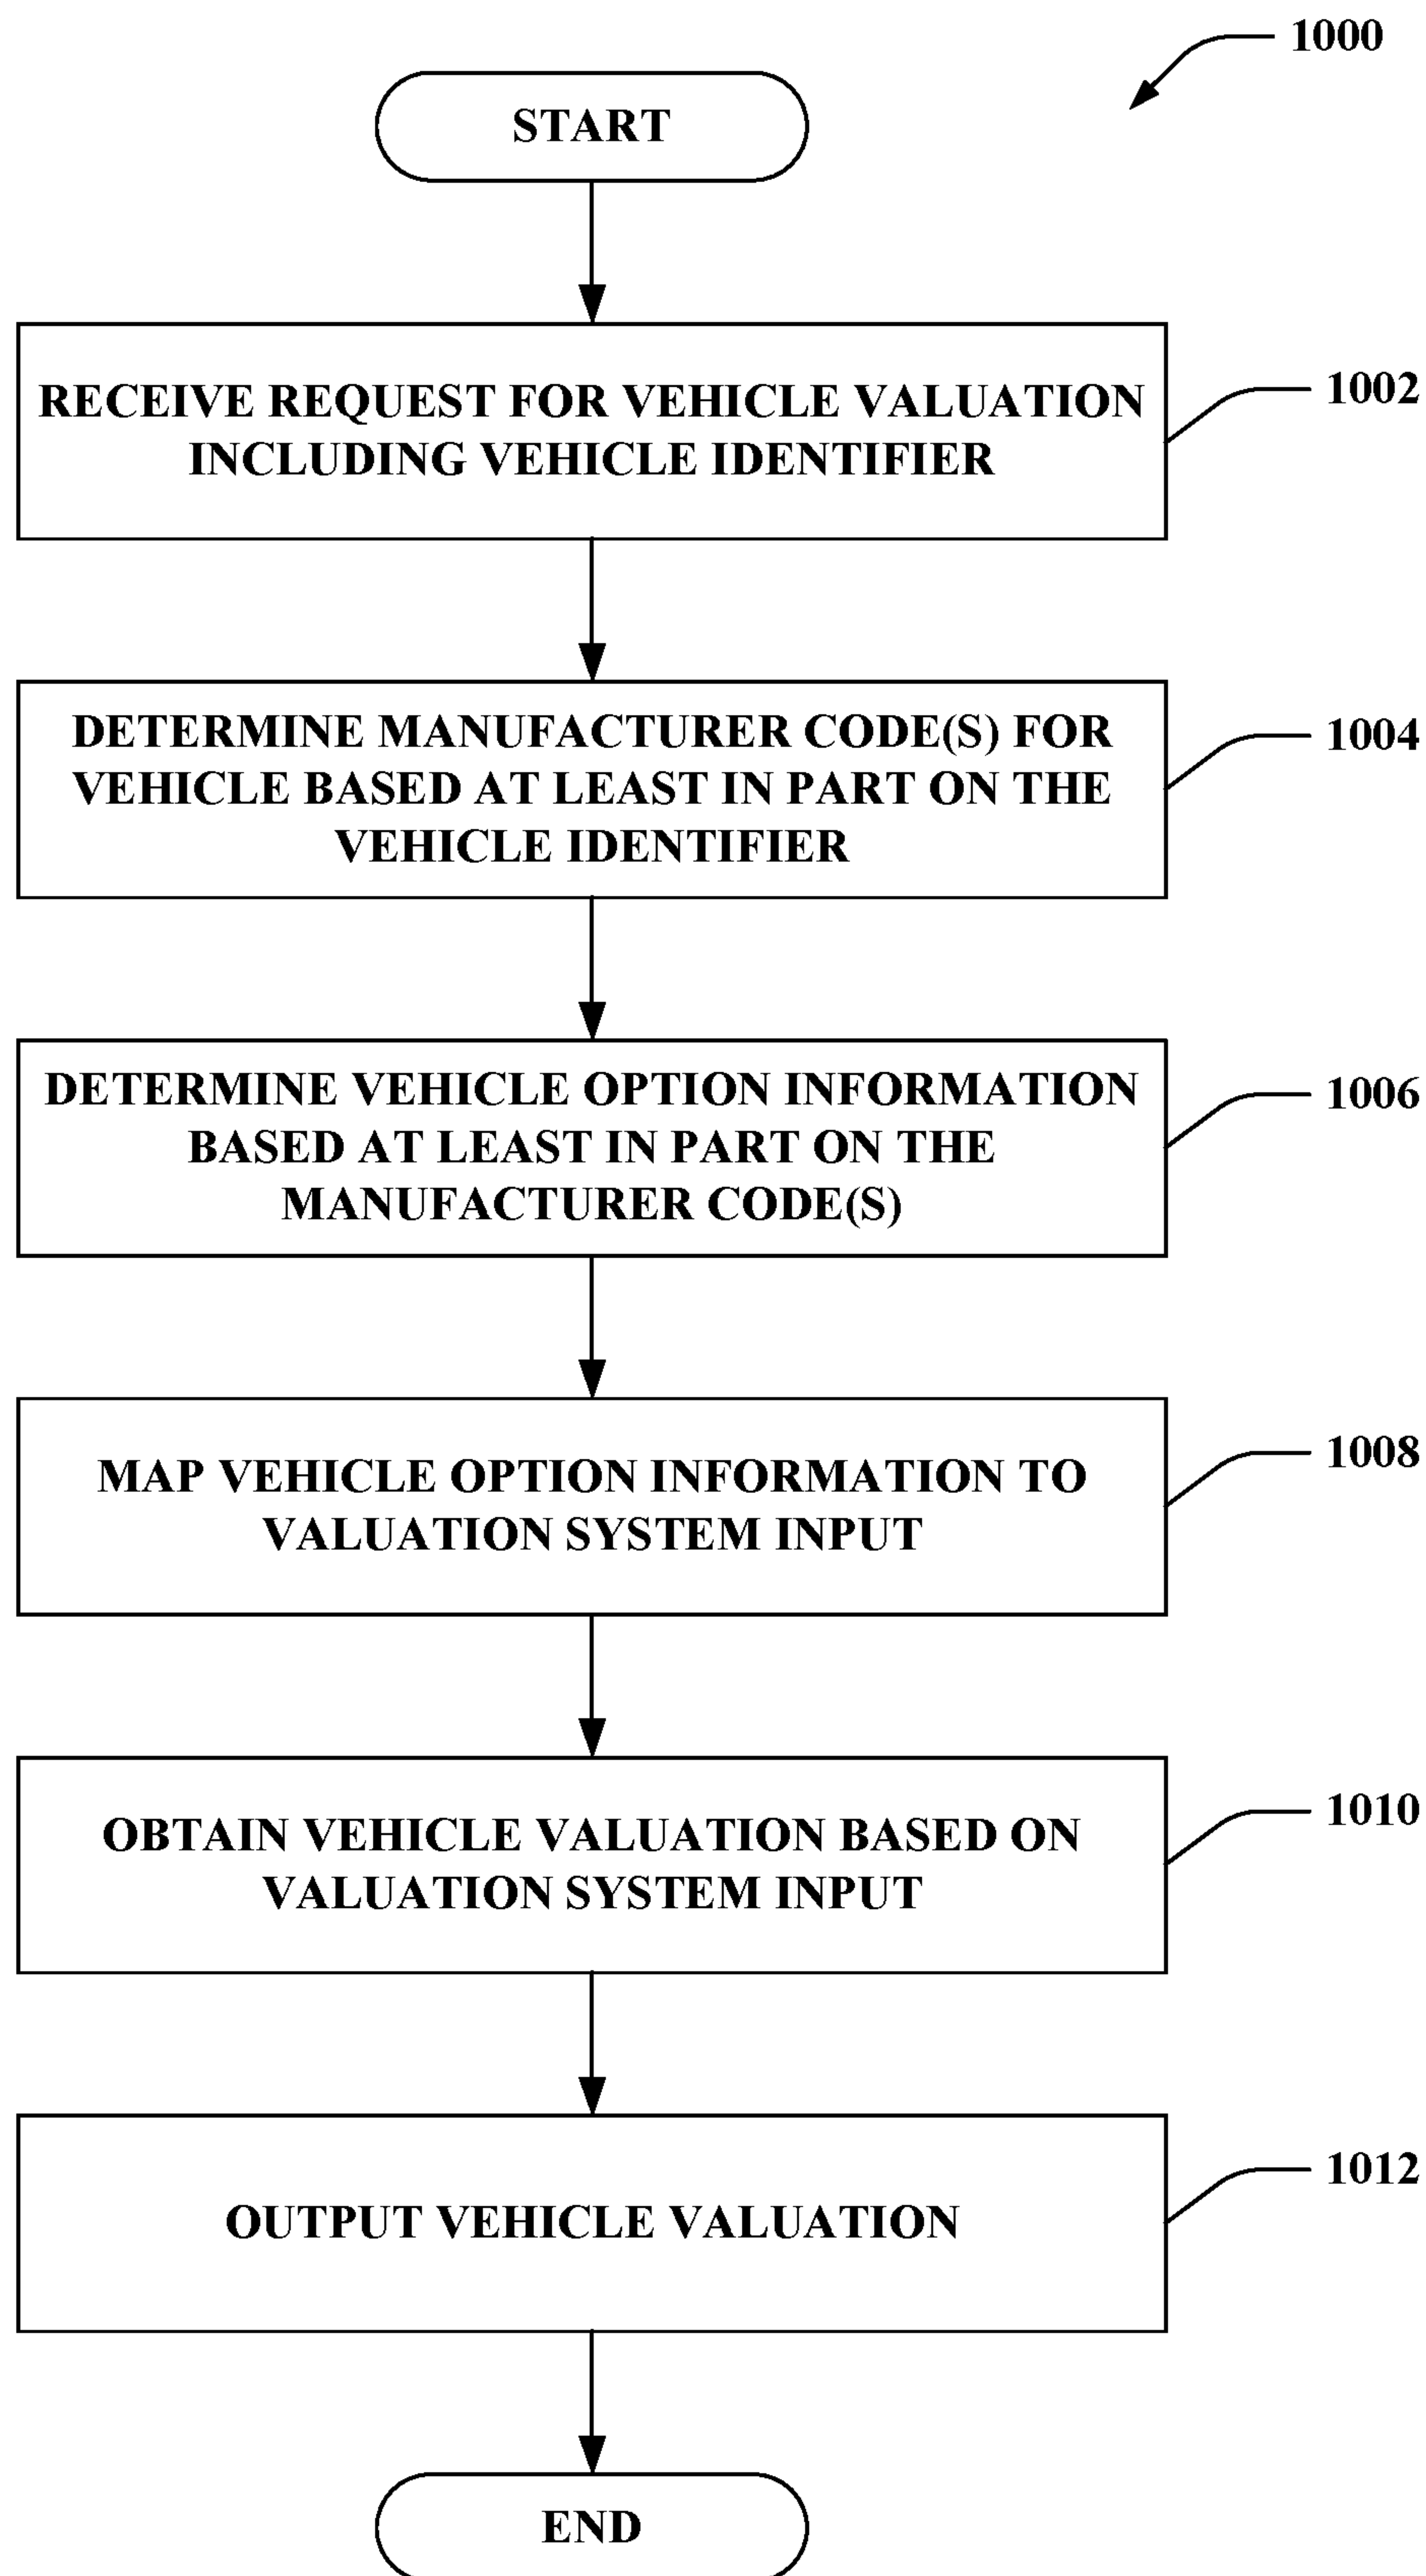 1000
START
RECEIVE REQUEST FOR VEHICLE VALUATION
INCLUDING VEHICLE IDENTIFIER
1002
DETERMINE MANUFACTURER CODE(S) FOR
VEHICLE BASED AT LEAST IN PART ON THE
VEHICLE IDENTIFIER
1004
DETERMINE VEHICLE OPTION INFORMATION
BASED AT LEAST IN PART ON THE
MANUFACTURER CODE(S)
1006
MAP VEHICLE OPTION INFORMATION TO
VALUATION SYSTEM INPUT
1008
OBTAIN VEHICLE VALUATION BASED ON
VALUATION SYSTEM INPUT
1010
OUTPUT VEHICLE VALUATION
1012
END